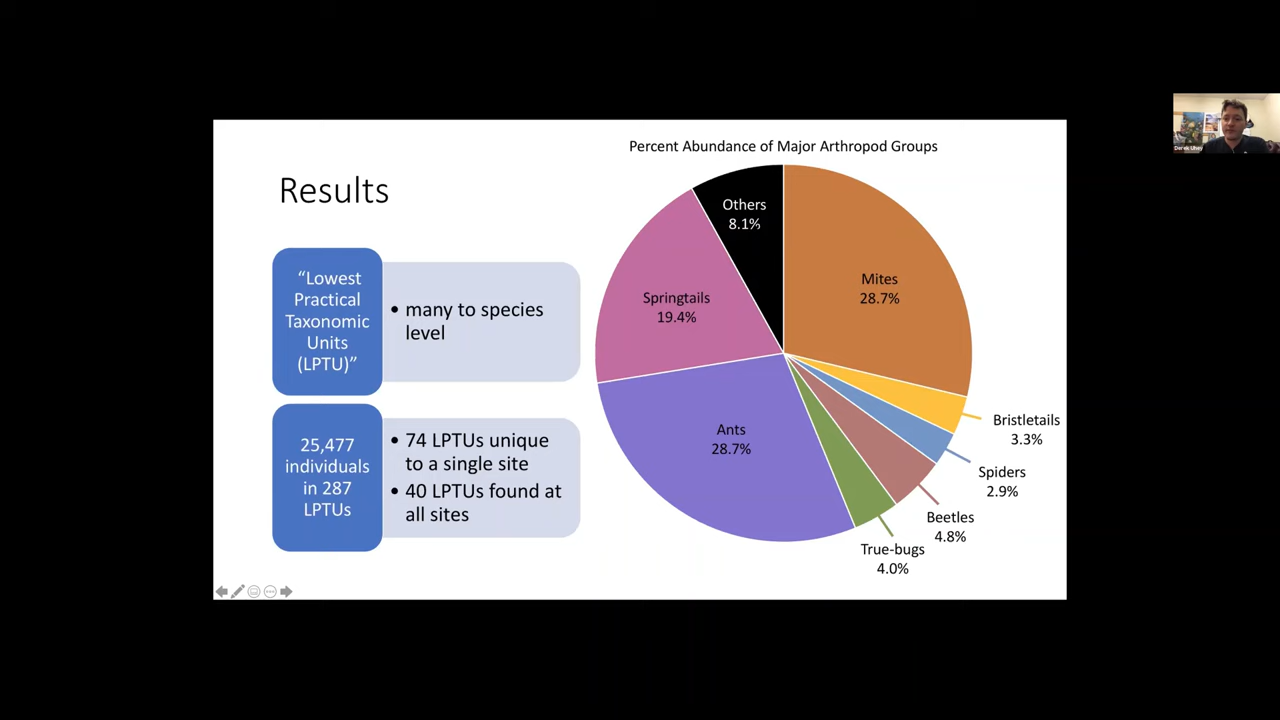 Results
“Lowest
Practical
Taxonomic
Units
(LPTU)”
• many to species
level
25,477
individuals
in 287
LPTUs
• 74 LPTUs unique
to a single site
• 40 LPTUs found at
all sites
Percent Abundance of Major Arthropod Groups
Others
8.1%
Mites
28.7%
Springtails
19.4%
Ants
28.7%
Bristletails
3.3%
Spiders
2.9%
Beetles
4.8%
True-bugs
4.0%
Derek Uhey